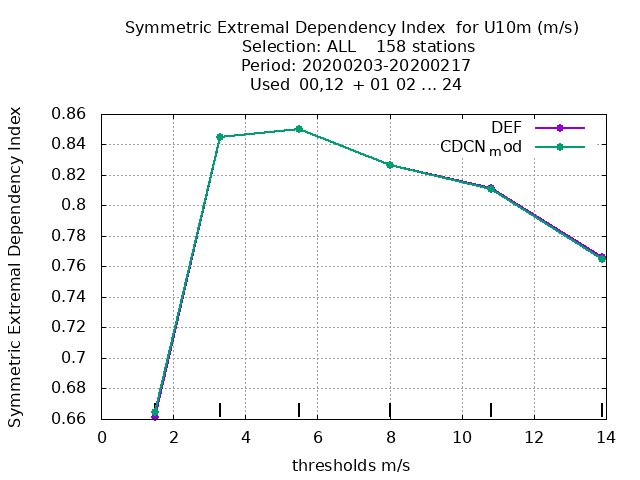 Symmetric Extremal Dependency Index  for U10m (m/s)
Selection: ALL    158 stations
Period: 20200203-20200217
Used  00,12  + 01 02 ... 24
Symmetric Extremal Dependency Index
0.86
0.84
0.82
0.8
0.78
0.76
0.74
0.72
0.7
0.68
0.66
DEF
CDCNmod
0 2 4 6 8 10 12 14
thresholds m/s